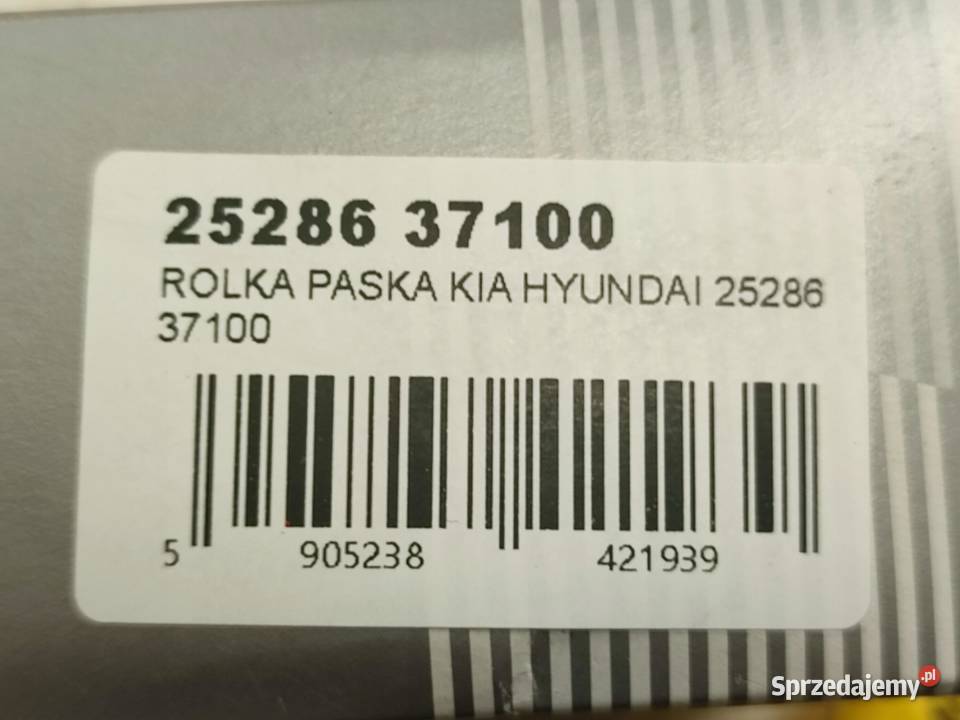 25286 37100
ROLKA PASKA KIA HYUNDAI 25286
37100
5 905238 421939
Sprzedajemy.pl